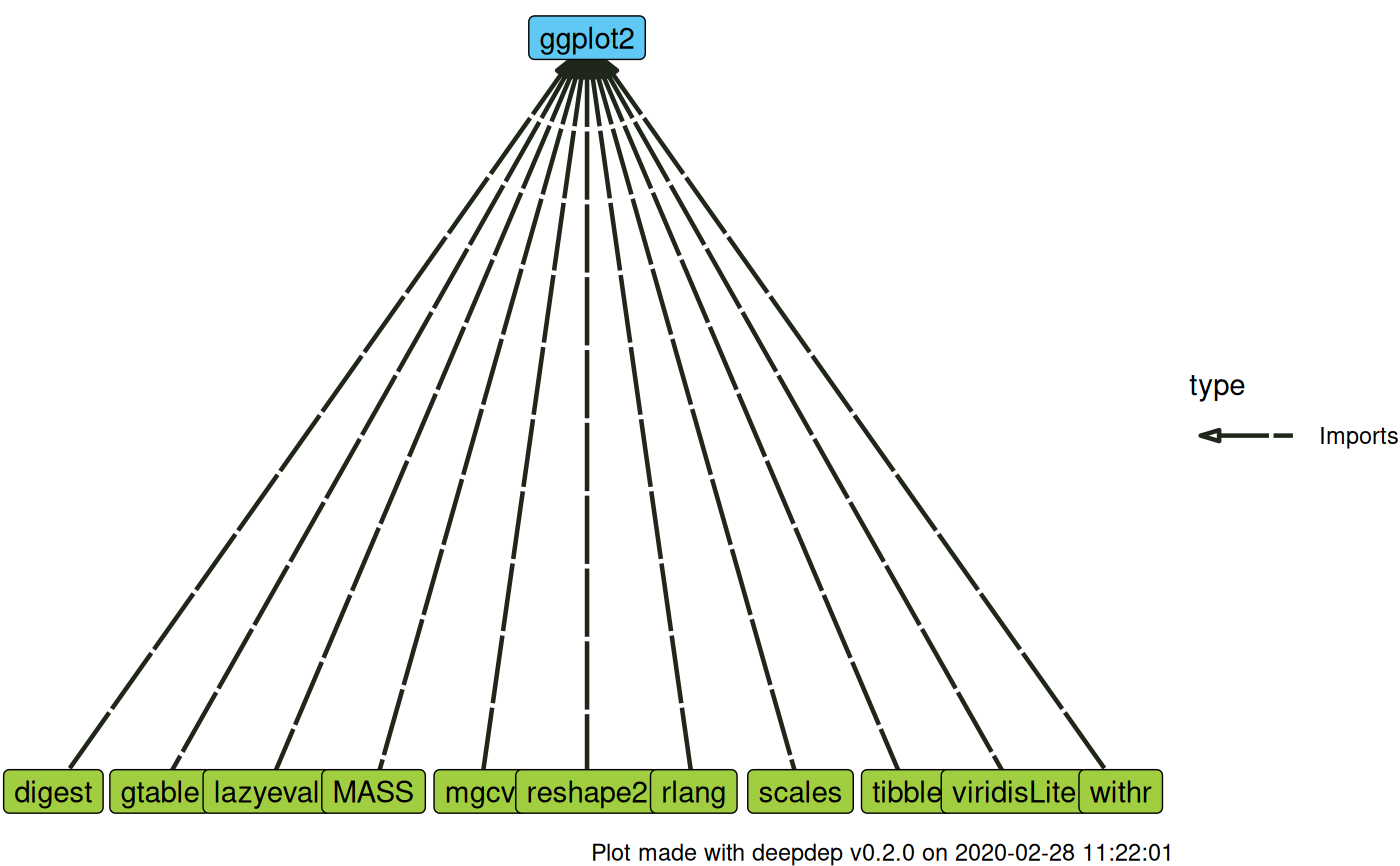 ggplot2
type
Imports
digest gtable lazyeval MASS mgcv reshape2 rlang scales tibble viridisLite withr
Plot made with deepdep v0.2.0 on 2020-02-28 11:22:01